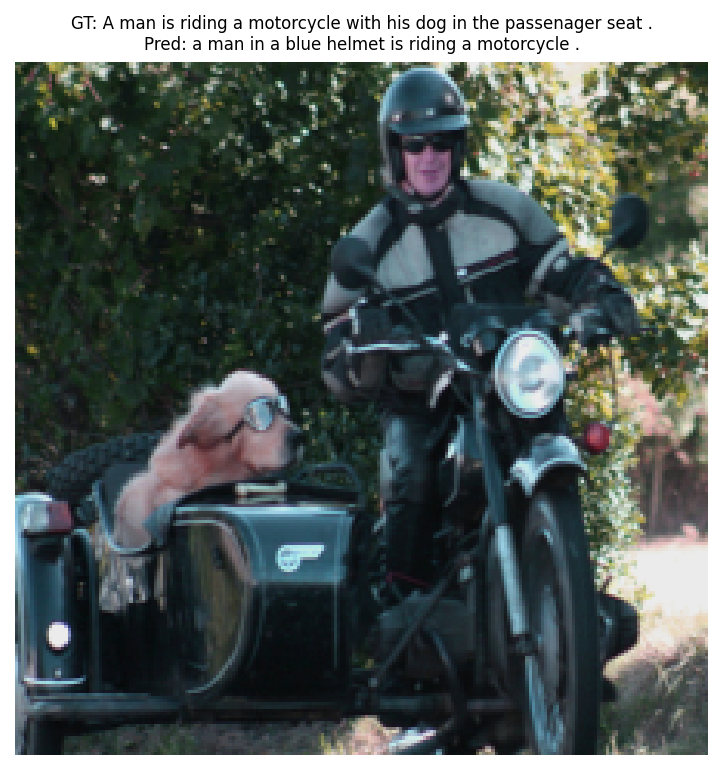 GT: A man is riding a motorcycle with his dog in the passenager seat .
Pred: a man in a blue helmet is riding a motorcycle .